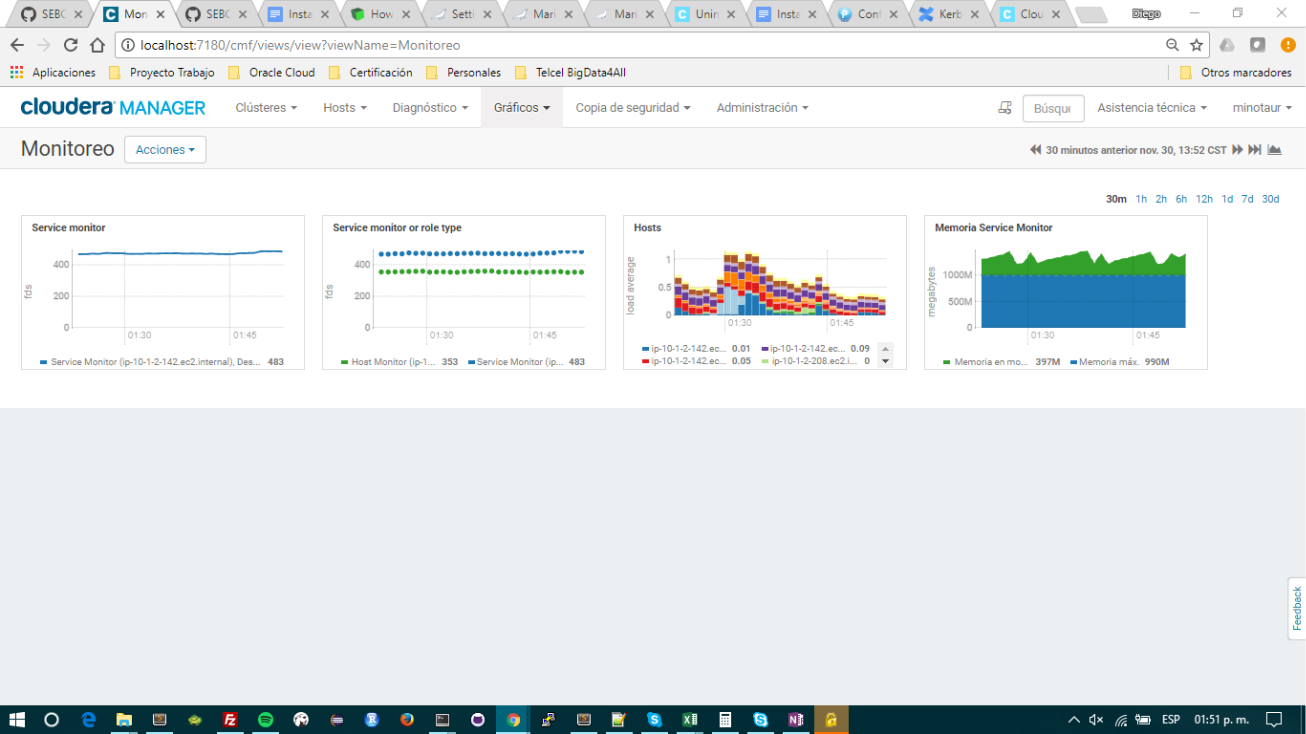 SEBC Mon SEBC Insta How Setti Mari Mari Unin Insta Conf Kerb Clou Diego
localhost:7180/cmf/views/view?viewName=Monitoreo
Aplicaciones Proyecto Trabajo Oracle Cloud Certificación Personales Telcel BigData4All Otros marcadores
cloudera MANAGER Clústeres Hosts Diagnóstico Gráficos Copia de seguridad Administración Búsqu Asistencia técnica minotaur
Monitoreo Acciones 30 minutos anterior nov. 30, 13:52 CST
30m 1h 2h 6h 12h 1d 7d 30d
Service monitor
fds
400
200
0
01:30 01:45
Service Monitor (ip-10-1-2-142.ec2.internal), Des... 483
Service monitor or role type
fds
400
200
0
01:30 01:45
Host Monitor (ip-1... 353 Service Monitor (ip... 483
Hosts
load average
1
0.5
0
01:30 01:45
ip-10-1-2-142.ec... 0.01 ip-10-1-2-142.ec... 0.09
ip-10-1-2-142.ec... 0.05 ip-10-1-2-208.ec2.i... 0
Memoria Service Monitor
megabytes
1000M
500M
0
01:30 01:45
Memoria en mo... 397M Memoria máx. 990M
Feedback
ESP 01:51 p. m.